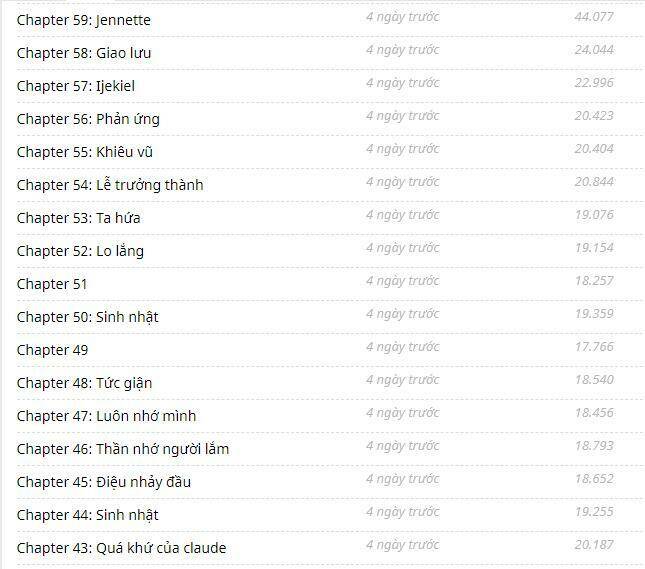 Chapter 59: Jennette 4 ngày trước 44.077
Chapter 58: Giao lưu 4 ngày trước 24.044
Chapter 57: Ijekiel 4 ngày trước 22.996
Chapter 56: Phản ứng 4 ngày trước 20.423
Chapter 55: Khiêu vũ 4 ngày trước 20.404
Chapter 54: Lễ trưởng thành 4 ngày trước 20.844
Chapter 53: Ta hứa 4 ngày trước 19.076
Chapter 52: Lo lắng 4 ngày trước 19.154
Chapter 51 4 ngày trước 18.257
Chapter 50: Sinh nhật 4 ngày trước 19.359
Chapter 49 4 ngày trước 17.766
Chapter 48: Tức giận 4 ngày trước 18.540
Chapter 47: Luôn nhớ mình 4 ngày trước 18.456
Chapter 46: Thần nhớ người lắm 4 ngày trước 18.793
Chapter 45: Điệu nhảy đầu 4 ngày trước 18.652
Chapter 44: Sinh nhật 4 ngày trước 19.255
Chapter 43: Quá khứ của claude 4 ngày trước 20.187